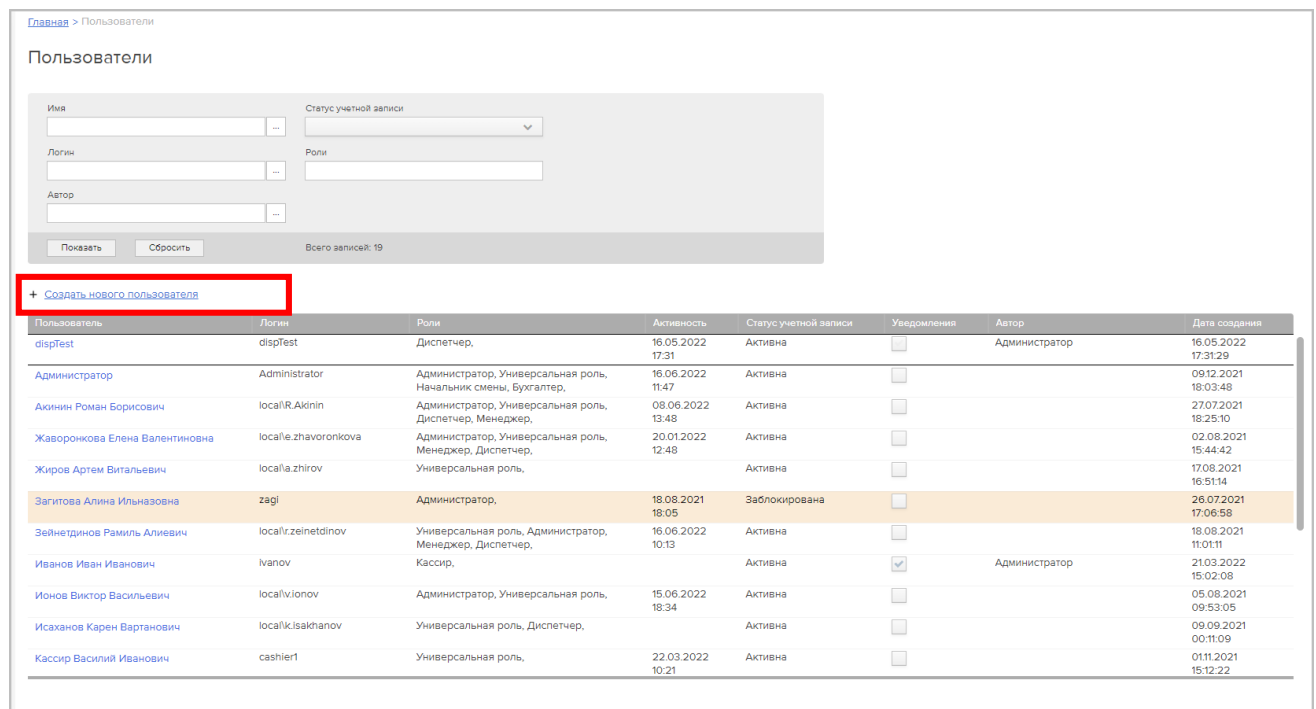 Главная > Пользователи
Пользователи
Имя Статус учетной записи
...
Логин Роли
...
Автор
...
Показать Сбросить Всего записей: 19
+ Создать нового пользователя
Пользователь Логин Роли Активность Статус учетной записи Уведомления Автор Дата создания
dispTest dispTest Диспетчер, 16.05.2022 Активна Администратор 16.05.2022
17:31 17:31:29
Администратор Administrator Администратор, Универсальная роль, 16.06.2022 Активна 09.12.2021
Начальник смены, Бухгалтер, 11:47 18:03:48
Акинин Роман Борисович local\R.Akinin Администратор, Универсальная роль, 08.06.2022 Активна 27.07.2021
Диспетчер, Менеджер, 13:48 18:25:10
Жаворонкова Елена Валентиновна local\e.zhavoronkova Администратор, Универсальная роль, 20.01.2022 Активна 02.08.2021
Менеджер, Диспетчер, 12:48 15:44:42
Жиров Артем Витальевич local\a.zhirov Универсальная роль, Активна 17.08.2021
16:51:14
Загитова Алина Ильназовна zagi Администратор, 18.08.2021 Заблокирована 26.07.2021
18:05 17:06:58
Зейнетдинов Рамиль Алиевич local\r.zeinetdinov Универсальная роль, Администратор, 16.06.2022 Активна 18.08.2021
Менеджер, Диспетчер, 10:13 11:01:11
Иванов Иван Иванович ivanov Кассир, Активна Администратор 21.03.2022
15:02:08
Ионов Виктор Васильевич local\v.ionov Администратор, Универсальная роль, 15.06.2022 Активна 05.08.2021
18:34 09:53:05
Исаханов Карен Вартанович local\k.isakhanov Универсальная роль, Диспетчер, Активна 09.09.2021
00:11:09
Кассир Василий Иванович cashier1 Универсальная роль, 22.03.2022 Активна 01.11.2021
10:21 15:12:22